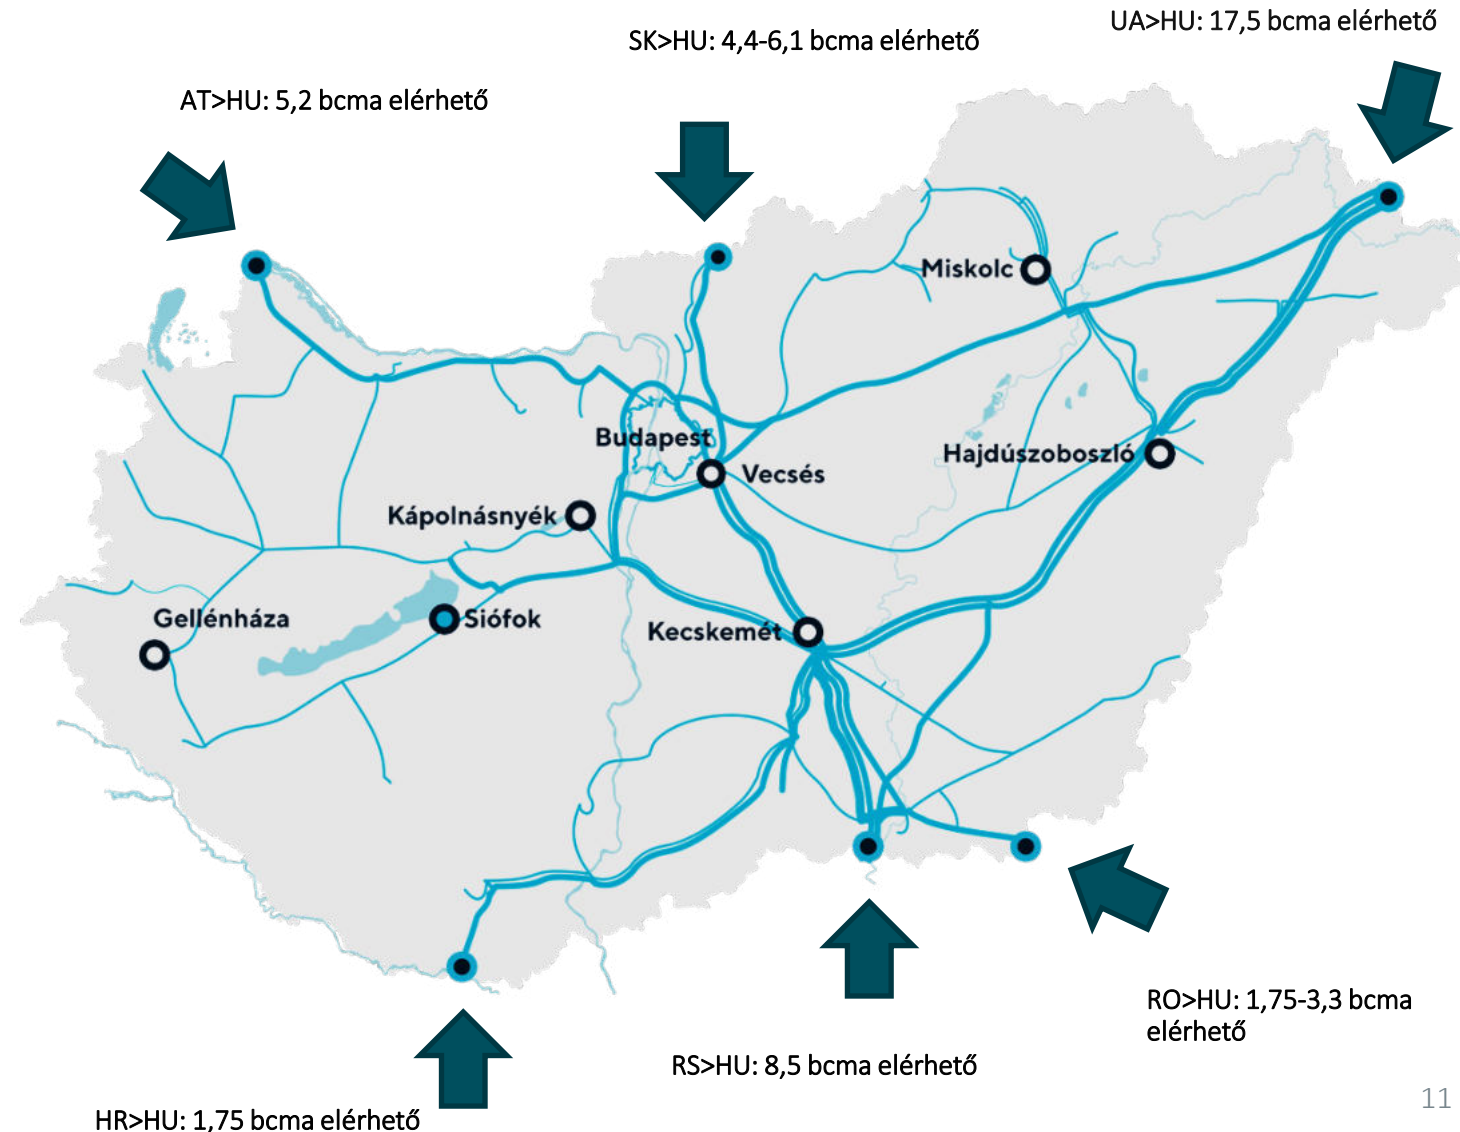 UA>HU: 17,5 bcma elérhető
SK>HU: 4,4-6,1 bcma elérhető
AT>HU: 5,2 bcma elérhető
Miskolc
Budapest
Hajdúszoboszló
Vecsés
Kápolnásnyék
Gellénháza
Siófok
Kecskemét
RO>HU: 1,75-3,3 bcma
elérhető
RS>HU: 8,5 bcma elérhető
HR>HU: 1,75 bcma elérhető
11